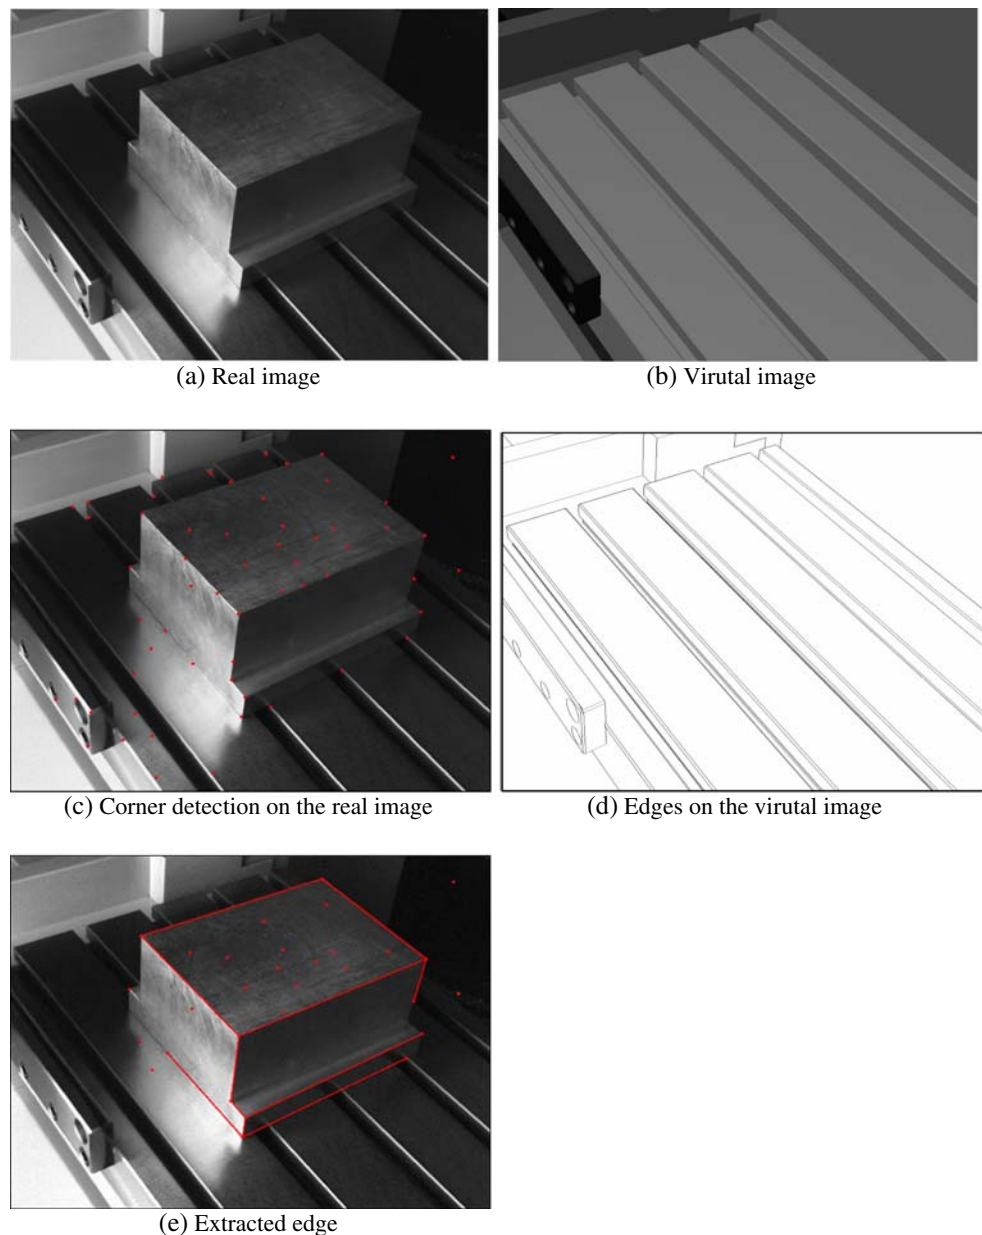 (a) Real image
(b) Virutal image
(c) Corner detection on the real image
(d) Edges on the virutal image
(e) Extracted edge